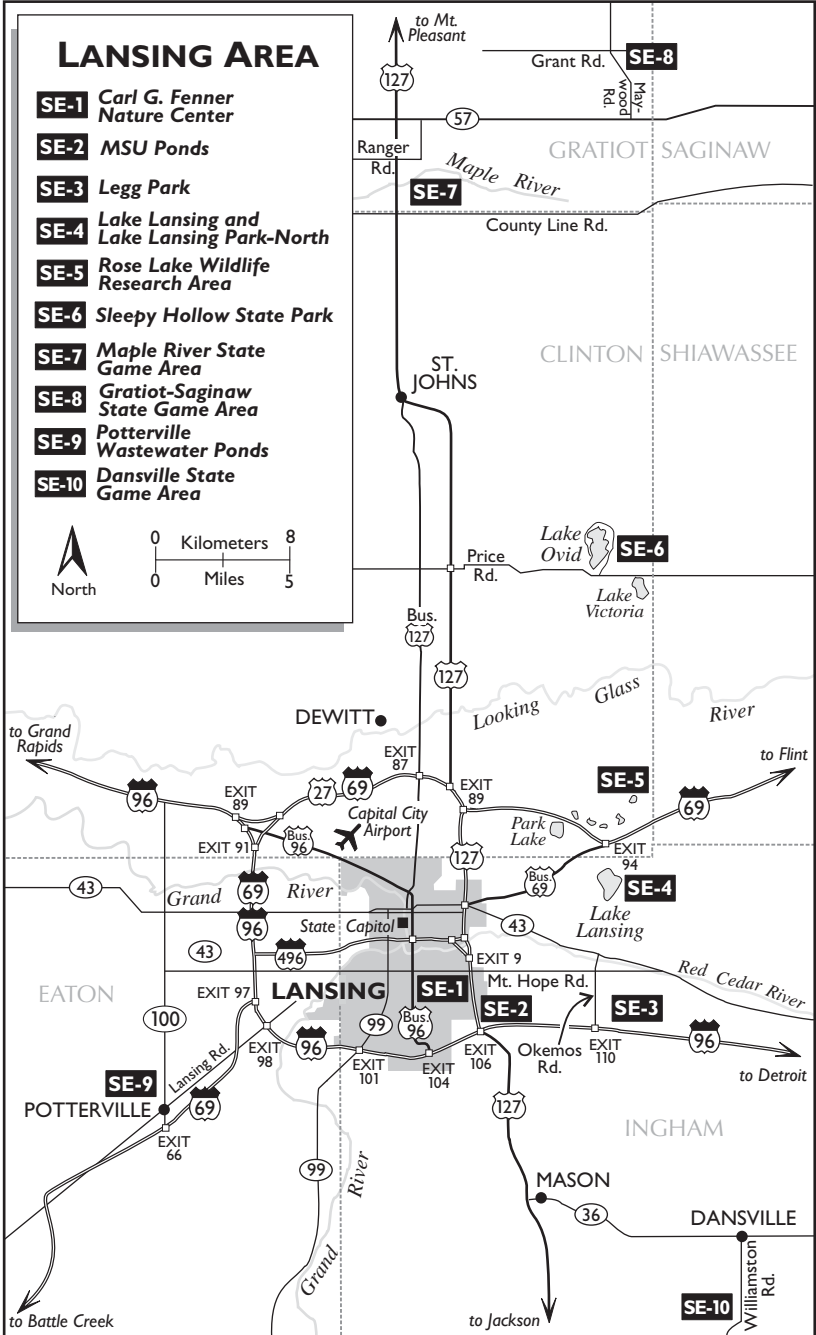 LANSING AREA
SE-1 Carl G. Fenner
Nature Center
SE-2 MSU Ponds
SE-3 Legg Park
SE-4 Lake Lansing and
Lake Lansing Park-North
SE-5 Rose Lake Wildlife
Research Area
SE-6 Sleepy Hollow State Park
SE-7 Maple River State
Game Area
SE-8 Gratiot-Saginaw
State Game Area
SE-9 Potterville
Wastewater Ponds
SE-10 Dansville State
Game Area
North
0 Kilometers 8
0 Miles 5
to Mt.
Pleasant
127
Grant Rd.
SE-8
May-
wood
Rd.
57
Ranger
Rd.
GRATIOT SAGINAW
Maple River
SE-7
County Line Rd.
CLINTON SHIAWASSEE
ST.
JOHNS
Lake
Ovid
SE-6
Price
Rd.
Lake
Victoria
Bus.
127
127
Looking Glass River
DEWITT
to Grand
Rapids
EXIT
87
to Flint
96
EXIT
89
27
69
EXIT
89
SE-5
69
Capital City
Airport
Park
Lake
EXIT 91
Bus.
96
127
EXIT
94
43
Grand River
69
Bus.
69
SE-4
Lake
Lansing
96
State Capitol
43
43
496
EXIT 9
Red Cedar River
EATON
EXIT 97
LANSING
SE-1
Mt. Hope Rd.
SE-2
SE-3
100
99
Bus.
96
EXIT
98
96
EXIT
101
EXIT
104
EXIT
106
Okemos
Rd.
EXIT
110
96
to Detroit
SE-9
Lansing Rd.
POTTERVILLE
69
EXIT
66
127
INGHAM
99
Grand River
MASON
36
DANSVILLE
Williamston
Rd.
SE-10
to Battle Creek
to Jackson